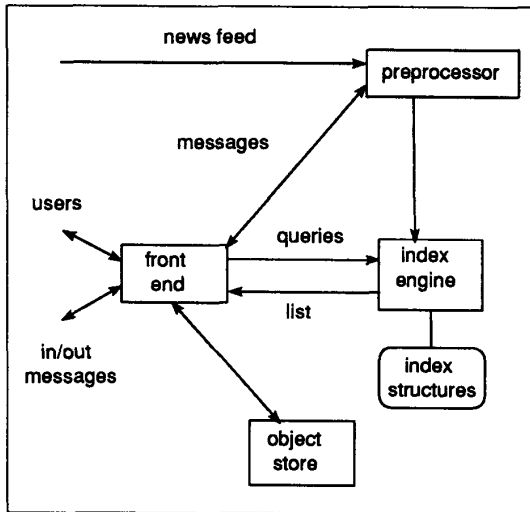 news feed
preprocessor
messages
users
queries
front
end
index
engine
list
in/out
messages
index
structures
object
store